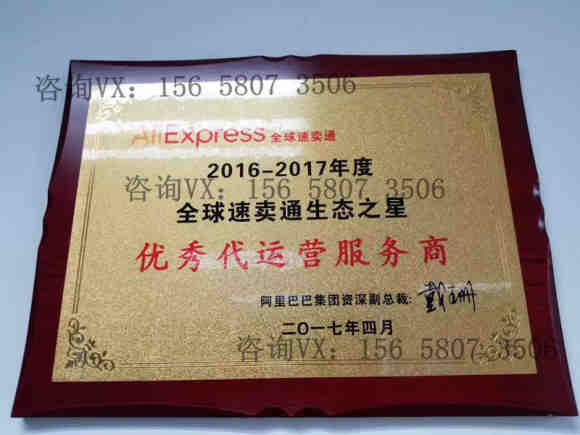 咨询VX：156 5807 3506
AliExpress 全球速卖通
2016-2017年度
咨询VX：156 5807 3506
全球速卖通生态之星
优秀代运营服务商
阿里巴巴集团资深副总裁:
二〇一七年四月
咨询VX：156 5807 3506